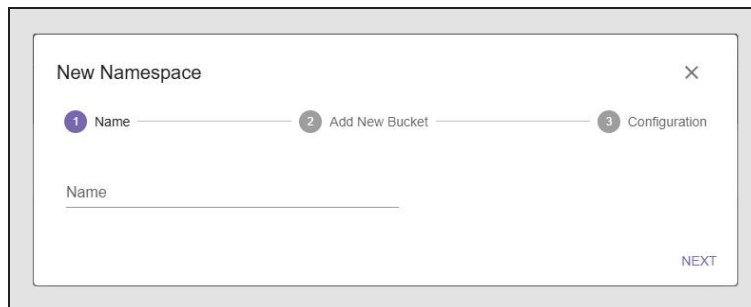 New Namespace
1 Name 2 Add New Bucket 3 Configuration
Name
NEXT